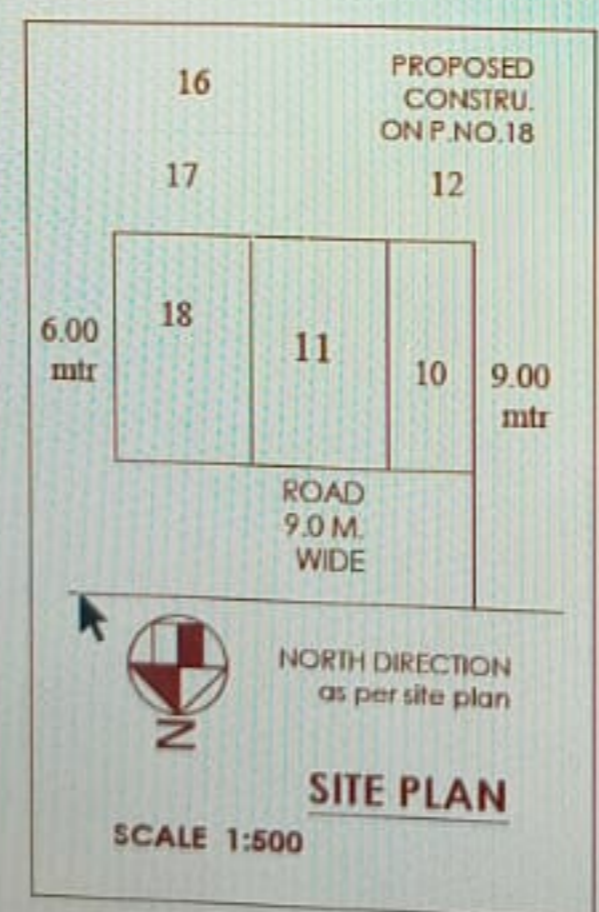 16
PROPOSED
CONSTRU.
ON P.NO.18
17
12
18
11
10
6.00
mtr
9.00
mtr
ROAD
9.0 M.
WIDE
N
NORTH DIRECTION
as per site plan
SITE PLAN
SCALE 1:500